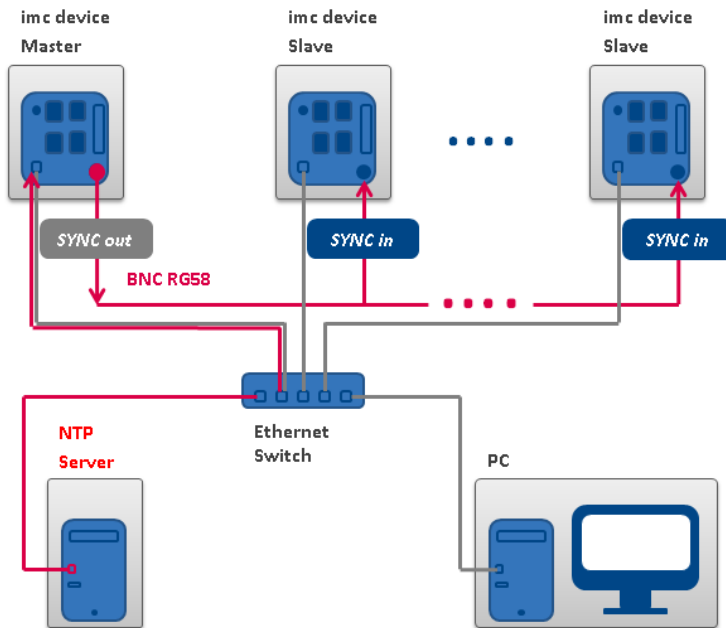 imc device
Master
imc device
Slave
imc device
Slave
SYNC out
SYNC in
SYNC in
BNC RG58
Ethernet
Switch
NTP
Server
PC